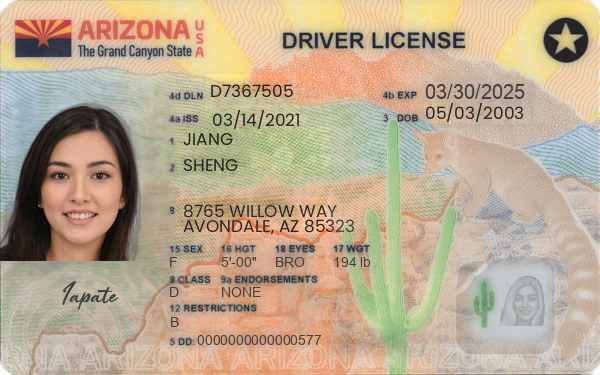 ARIZONA USA
The Grand Canyon State
DRIVER LICENSE
4d DLN D7367505
4b EXP 03/30/2025
4a ISS 03/14/2021
3 DOB 05/03/2003
1 JIANG
2 SHENG
8 8765 WILLOW WAY
AVONDALE, AZ 85323
15 SEX 16 HGT 18 EYES 17 WGT
F 5'-00" BRO 194 lb
9 CLASS 9a ENDORSEMENTS
D NONE
12 RESTRICTIONS
B
5 DD: 0000000000000577
Iapate
ARIZONA ARIZONA ARIZONA ARIZONA